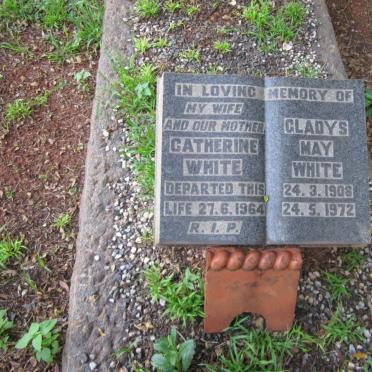 IN LOVING MEMORY OF
MY WIFE
AND OUR MOTHER
CATHERINE
WHITE
DEPARTED THIS
LIFE 27.6.1964
R.I.P.
GLADYS
MAY
WHITE
24.3.1908
24.5.1972